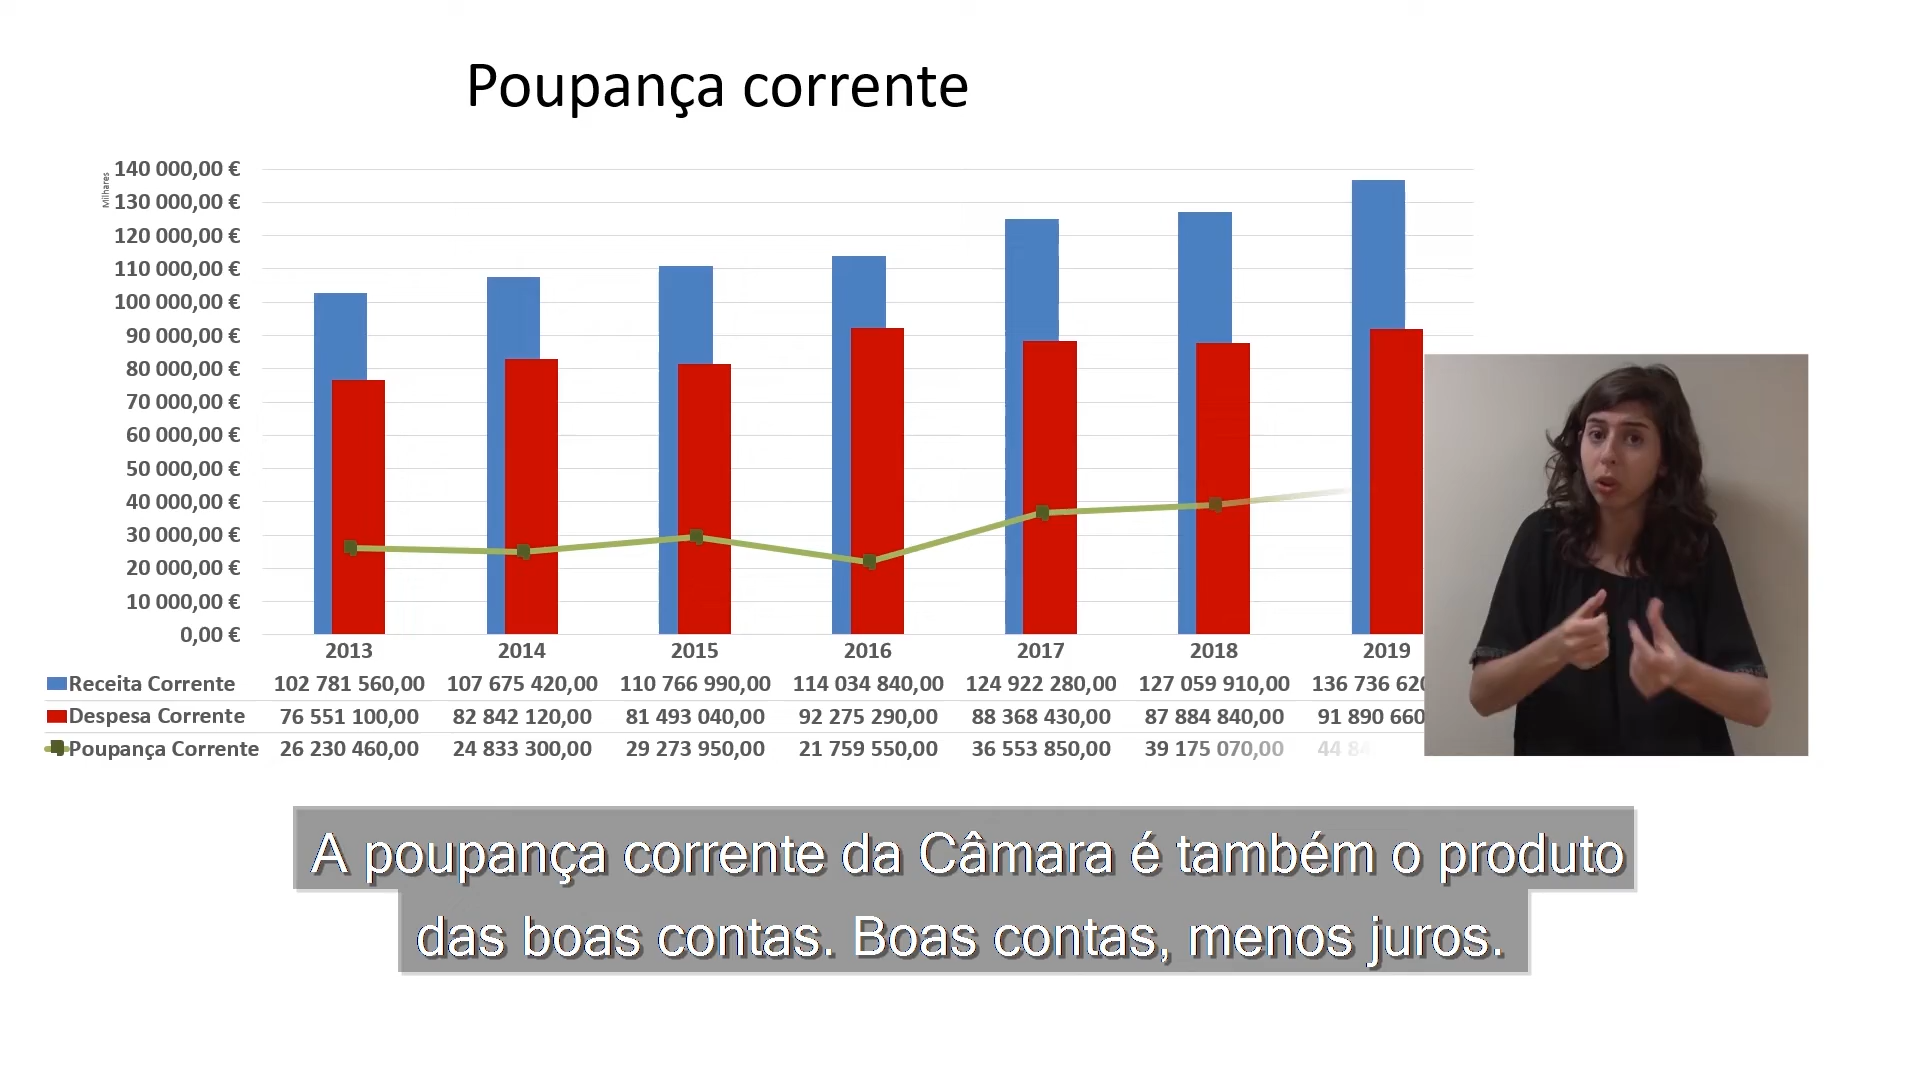 Poupança corrente
Milhares
140 000,00 €
130 000,00 €
120 000,00 €
110 000,00 €
100 000,00 €
90 000,00 €
80 000,00 €
70 000,00 €
60 000,00 €
50 000,00 €
40 000,00 €
30 000,00 €
20 000,00 €
10 000,00 €
0,00 €
2013 2014 2015 2016 2017 2018 2019
Receita Corrente 102 781 560,00 107 675 420,00 110 766 990,00 114 034 840,00 124 922 280,00 127 059 910,00 136 736 620
Despesa Corrente 76 551 100,00 82 842 120,00 81 493 040,00 92 275 290,00 88 368 430,00 87 884 840,00 91 890 660
Poupança Corrente 26 230 460,00 24 833 300,00 29 273 950,00 21 759 550,00 36 553 850,00 39 175 070,00 44
A poupança corrente da Câmara é também o produto
das boas contas. Boas contas, menos juros.